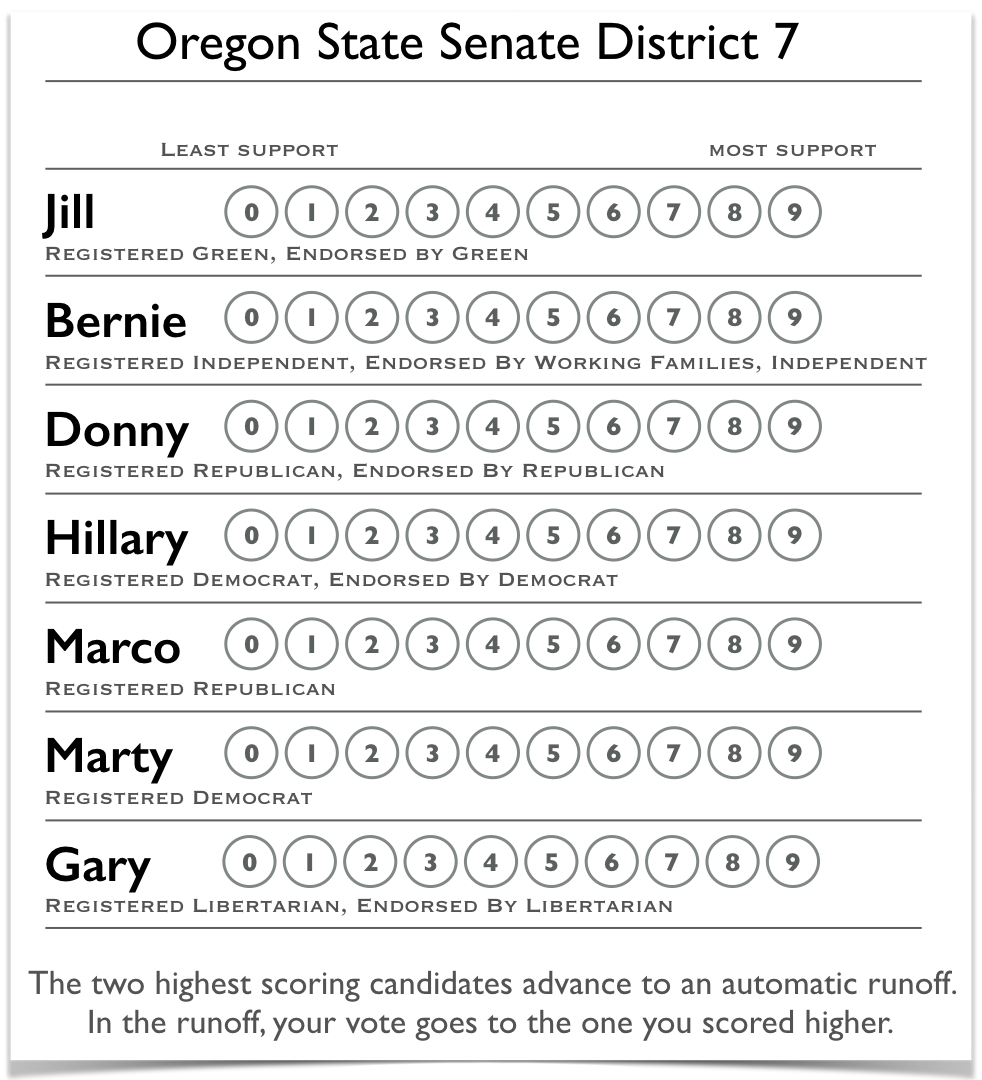 Oregon State Senate District 7
Least support most support
Jill 0 1 2 3 4 5 6 7 8 9
Registered Green, Endorsed by Green
Bernie 0 1 2 3 4 5 6 7 8 9
Registered Independent, Endorsed By Working Families, Independent
Donny 0 1 2 3 4 5 6 7 8 9
Registered Republican, Endorsed By Republican
Hillary 0 1 2 3 4 5 6 7 8 9
Registered Democrat, Endorsed By Democrat
Marco 0 1 2 3 4 5 6 7 8 9
Registered Republican
Marty 0 1 2 3 4 5 6 7 8 9
Registered Democrat
Gary 0 1 2 3 4 5 6 7 8 9
Registered Libertarian, Endorsed By Libertarian
The two highest scoring candidates advance to an automatic runoff.
In the runoff, your vote goes to the one you scored higher.